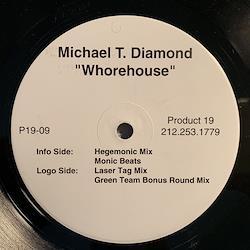 Michael T. Diamond
"Whorehouse"
Product 19
P19-09
212.253.1779
Info Side: Hegemonic Mix
Monic Beats
Logo Side: Laser Tag Mix
Green Team Bonus Round Mix